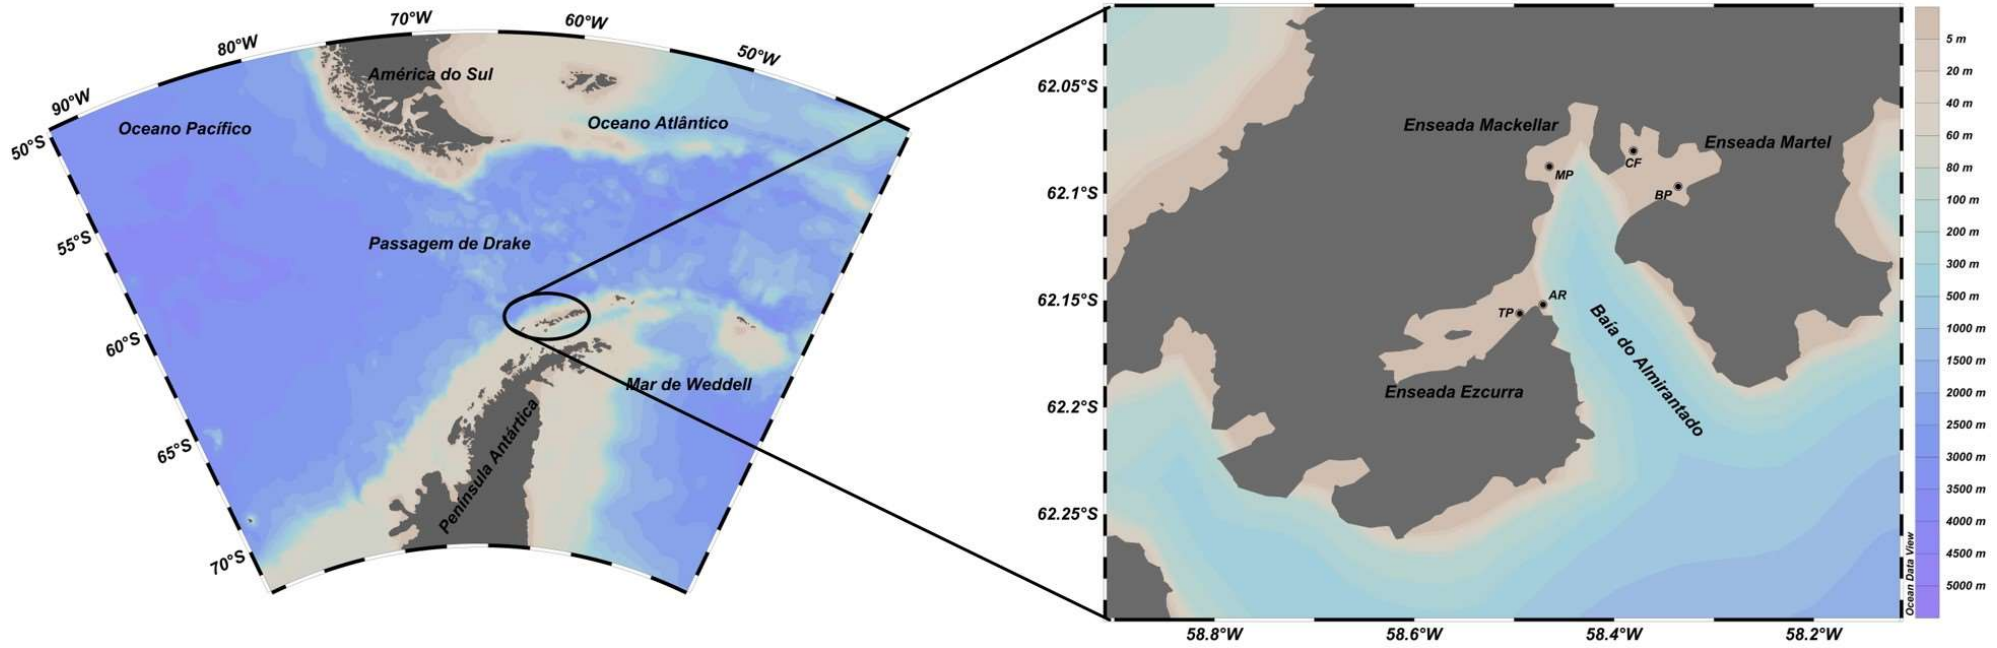 70°W
60°W
80°W
50°W
90°W
América do Sul
50°S
Oceano Pacífico
Oceano Atlântico
55°S
Passagem de Drake
60°S
Mar de Weddell
65°S
Península Antártica
70°S
62.05°S
Enseada Mackellar
Enseada Martel
CF
MP
BP
62.1°S
62.15°S
AR
TP
Baía do Almirantado
Enseada Ezcurra
62.2°S
62.25°S
58.8°W
58.6°W
58.4°W
58.2°W
5 m
20 m
40 m
60 m
80 m
100 m
200 m
300 m
500 m
1000 m
1500 m
2000 m
2500 m
3000 m
3500 m
4000 m
4500 m
5000 m
Ocean Data View